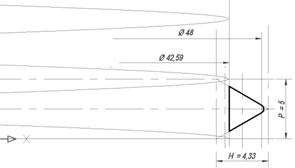 Ø 48
Ø 42,59
P = 5
X
H = 4,33